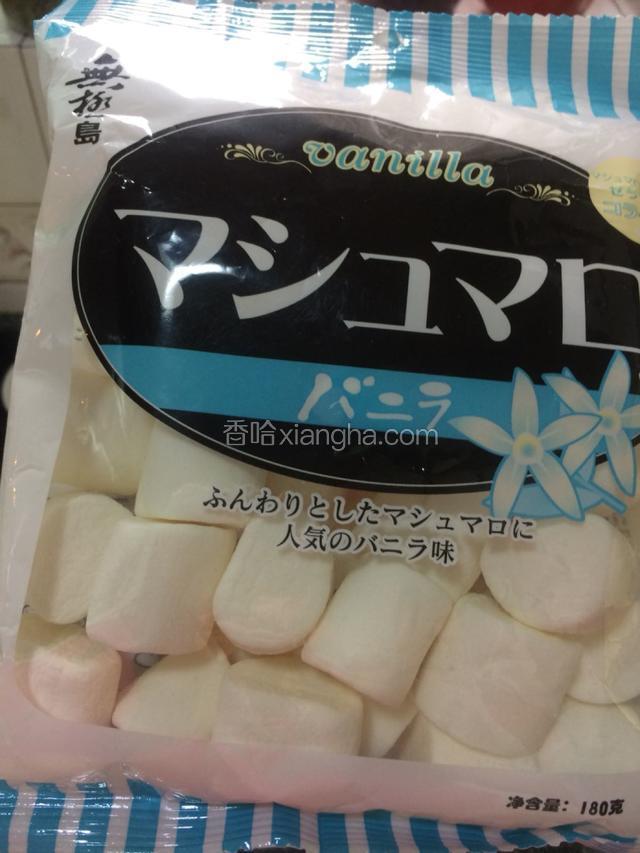 無極島
vanilla
マシュマロ
バニラ
香哈xiangha.com
ふんわりとしたマシュマロに
人気のバニラ味
净含量：180克